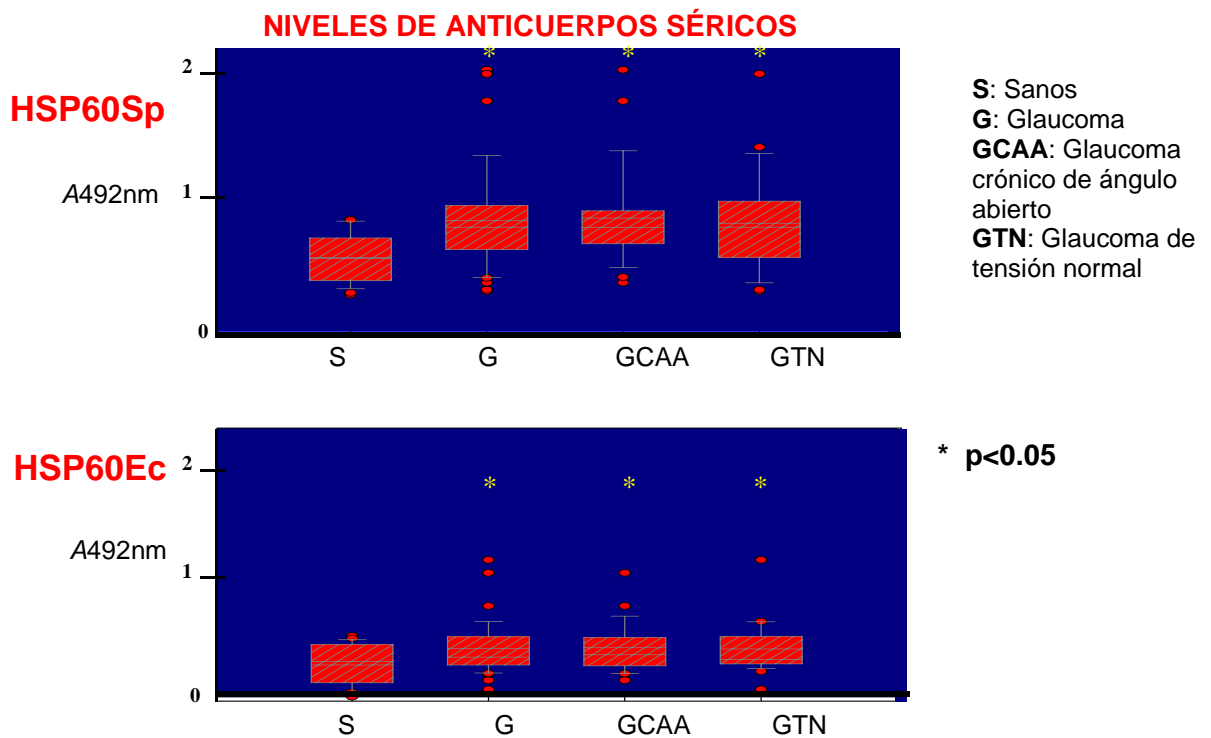 NIVELES DE ANTICUERPOS SÉRICOS
* * *
2
HSP60Sp
A492nm
1
0
S G GCAA GTN
S: Sanos
G: Glaucoma
GCAA: Glaucoma
crónico de ángulo
abierto
GTN: Glaucoma de
tensión normal
HSP60Ec
2
* * *
A492nm
1
0
S G GCAA GTN
* p<0.05